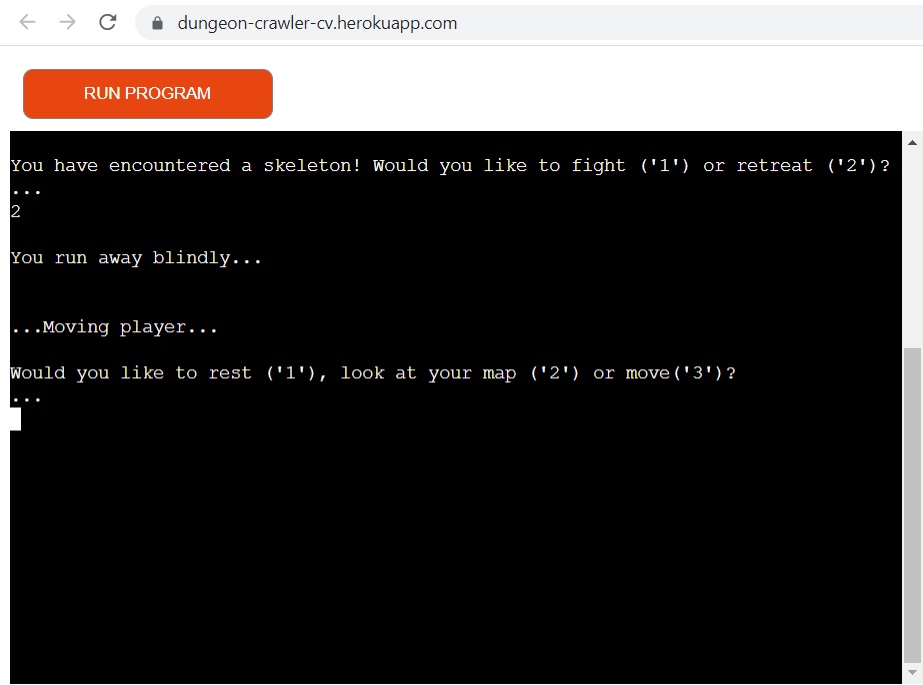 dungeon-crawler-cv.herokuapp.com
RUN PROGRAM
You have encountered a skeleton! Would you like to fight ('1') or retreat ('2')?
...
2
You run away blindly...
...Moving player...
Would you like to rest ('1'), look at your map ('2') or move('3')?
...